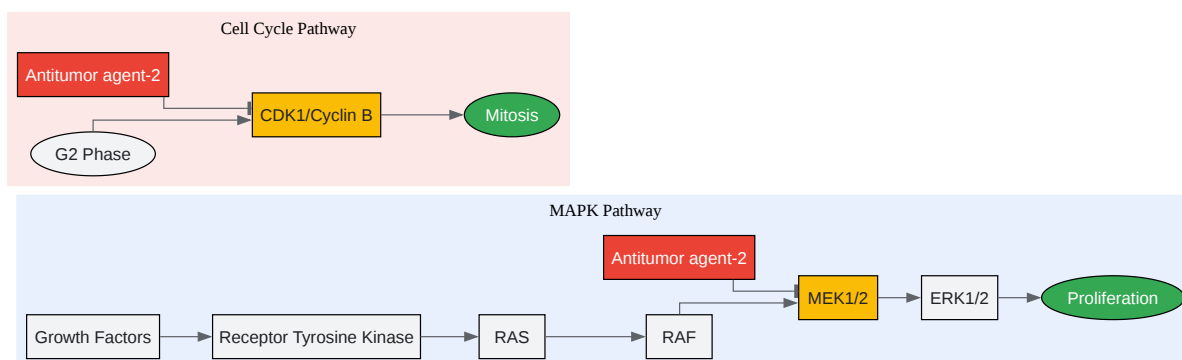 Cell Cycle Pathway
Antitumor agent-2
CDK1/Cyclin B
Mitosis
G2 Phase
MAPK Pathway
Antitumor agent-2
MEK1/2
ERK1/2
Proliferation
Growth Factors
Receptor Tyrosine Kinase
RAS
RAF